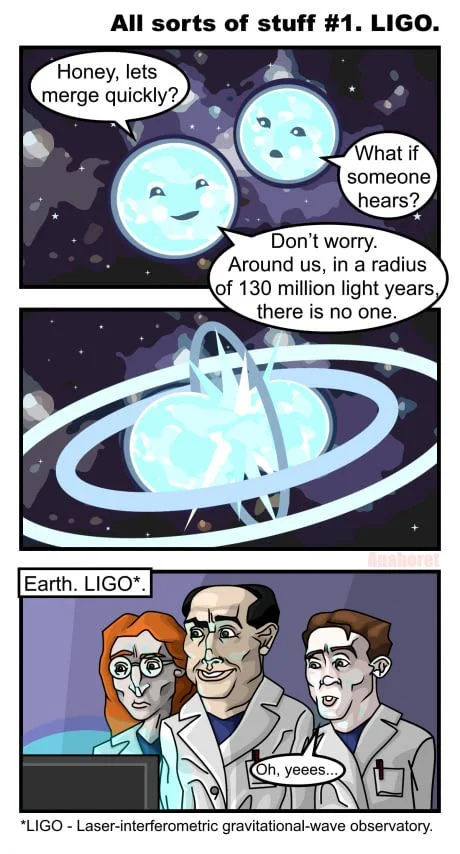 All sorts of stuff #1. LIGO.
Honey, lets
merge quickly?
What if
someone
hears?
Don't worry.
Around us, in a radius
of 130 million light years,
there is no one.
Anahoret
Earth. LIGO*.
Oh, yeees...
*LIGO - Laser-interferometric gravitational-wave observatory.